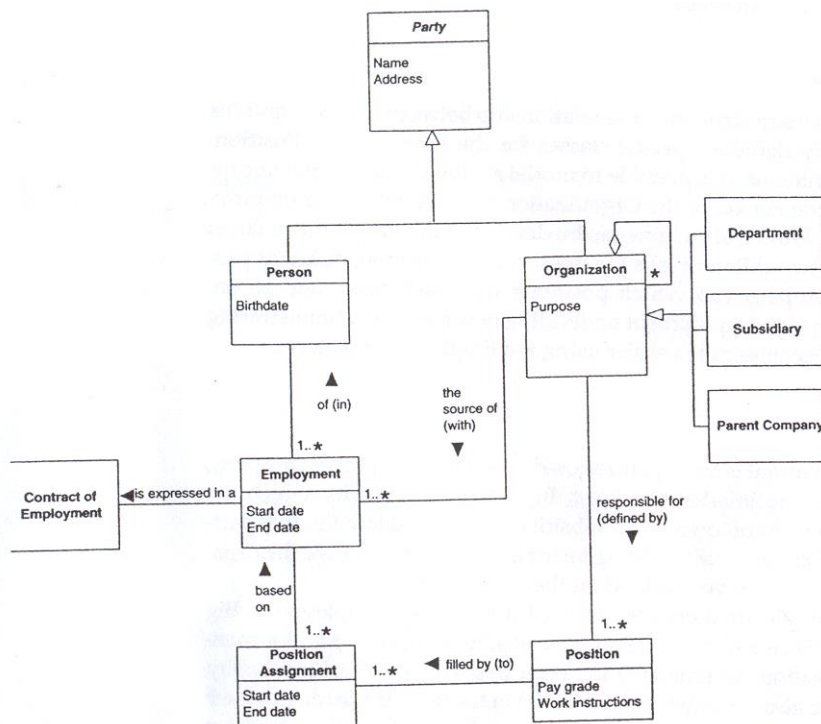 Party
Name
Address
Person
Birthdate
Organization
Purpose
*
Department
Subsidiary
Parent Company
of (in)
the
source of
(with)
1..*
Contract of
Employment
is expressed in a
Employment
Start date
End date
1..*
responsible for
(defined by)
based
on
1..*
1..*
Position
Assignment
Start date
End date
1..*
filled by (to)
Position
Pay grade
Work instructions